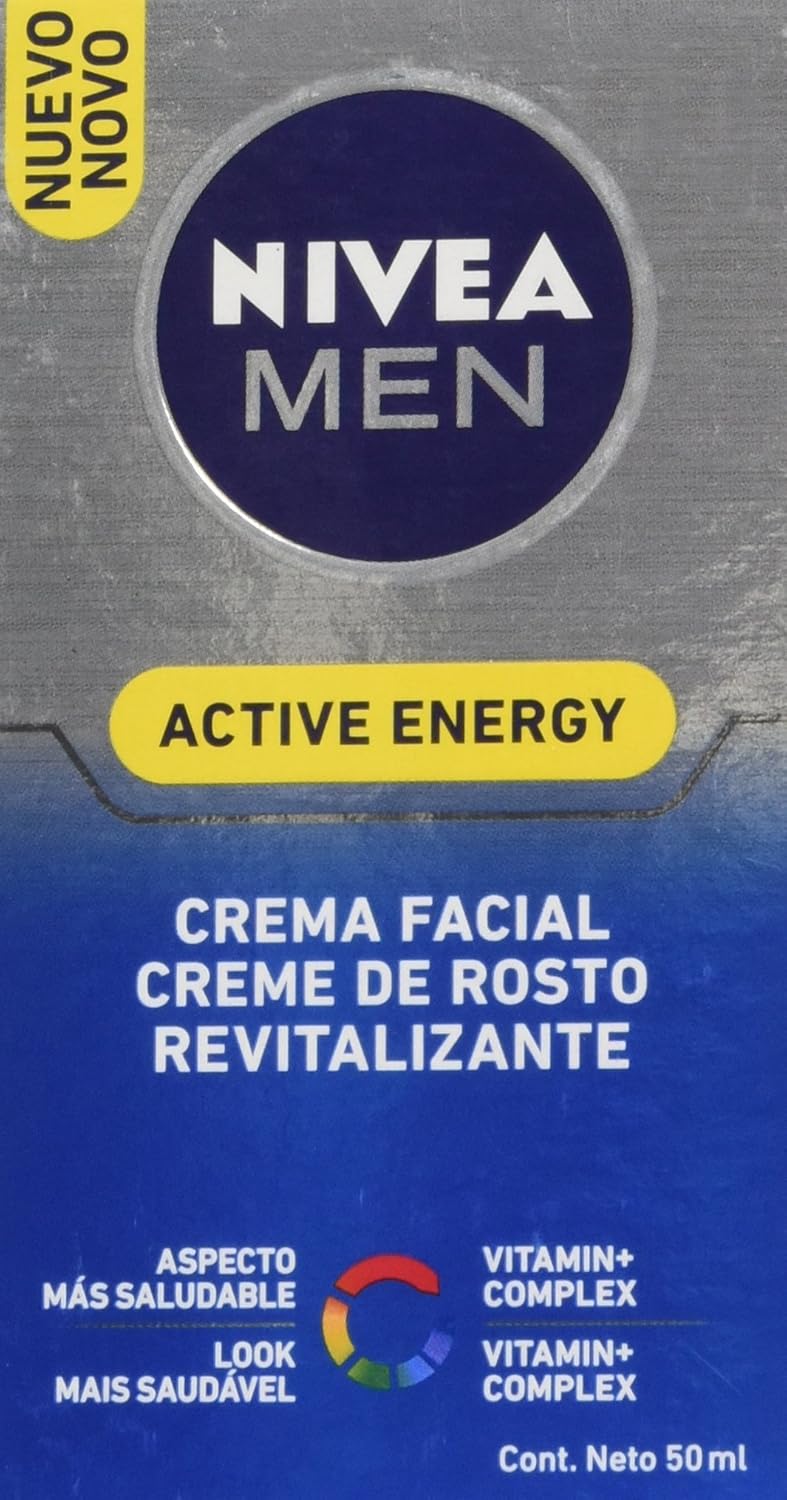 NUEVO
NOVO
NIVEA
MEN
ACTIVE ENERGY
CREMA FACIAL
CREME DE ROSTO
REVITALIZANTE
ASPECTO
MÁS SALUDABLE
LOOK
MAIS SAUDÁVEL
VITAMIN+
COMPLEX
VITAMIN+
COMPLEX
Cont. Neto 50 ml